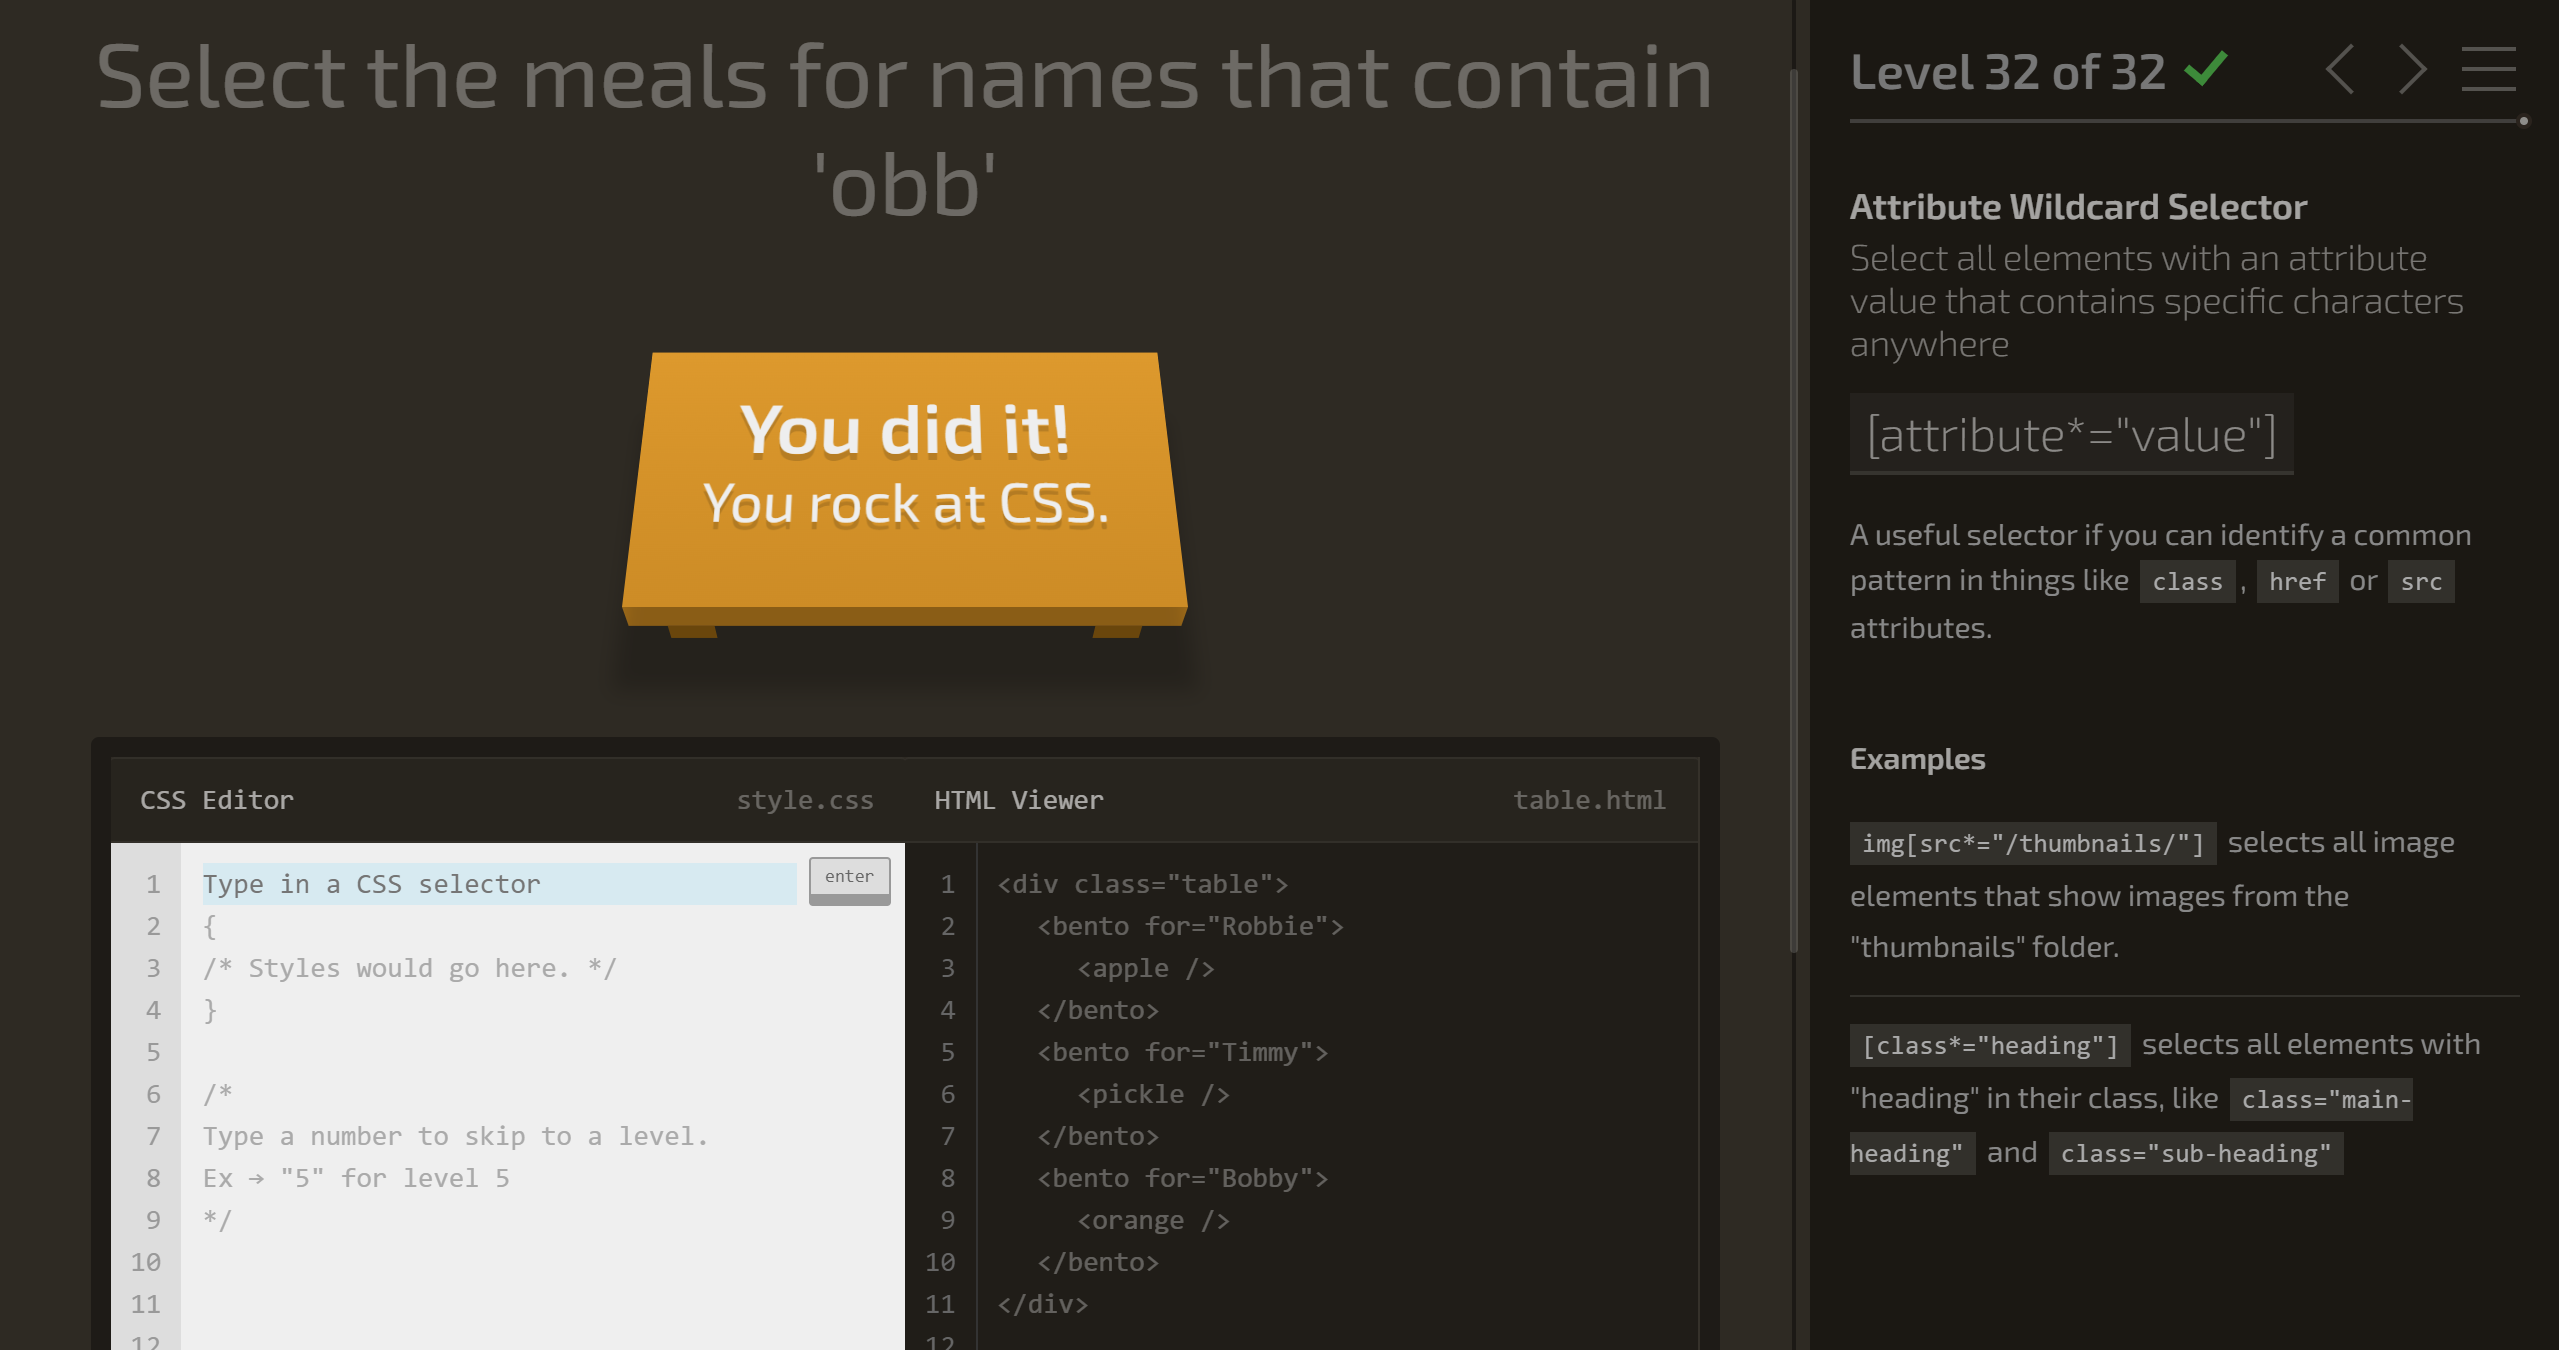 Select the meals for names that contain
'obb'
You did it!
You rock at CSS.
CSS Editor style.css
1 Type in a CSS selector enter
2 {
3 /* Styles would go here. */
4 }
5
6 /*
7 Type a number to skip to a level.
8 Ex → "5" for level 5
9 */
10
11
12
HTML Viewer table.html
1 <div class="table">
2 <bento for="Robbie">
3 <apple />
4 </bento>
5 <bento for="Timmy">
6 <pickle />
7 </bento>
8 <bento for="Bobby">
9 <orange />
10 </bento>
11 </div>
12
Level 32 of 32
Attribute Wildcard Selector
Select all elements with an attribute
value that contains specific characters
anywhere
[attribute*="value"]
A useful selector if you can identify a common
pattern in things like class , href or src
attributes.
Examples
img[src*="/thumbnails/"] selects all image
elements that show images from the
"thumbnails" folder.
[class*="heading"] selects all elements with
"heading" in their class, like class="main-
heading" and class="sub-heading"